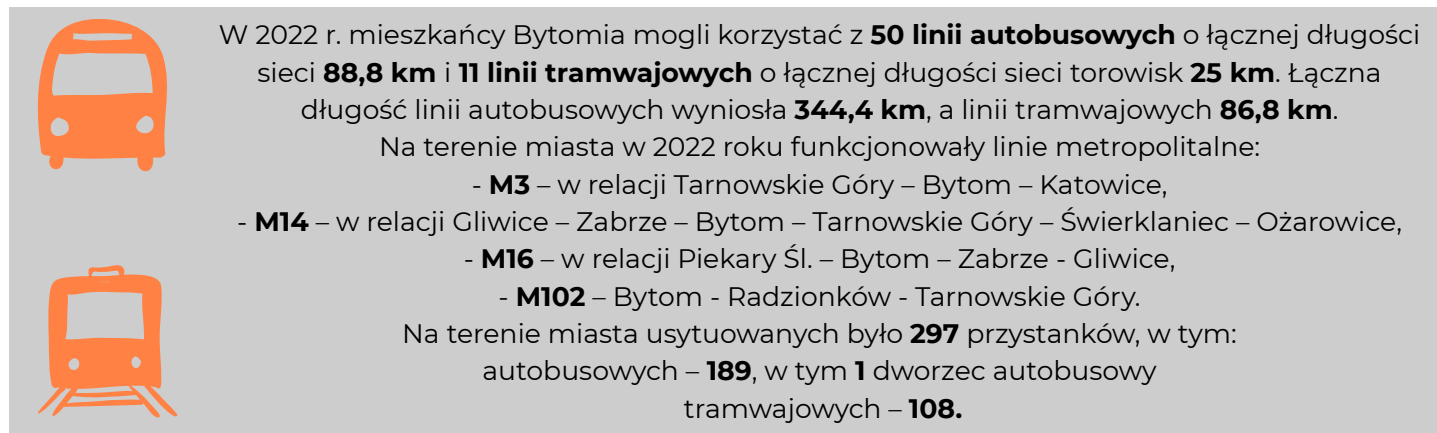 W 2022 r. mieszkańcy Bytomia mogli korzystać z 50 linii autobusowych o łącznej długości
sieci 88,8 km i 11 linii tramwajowych o łącznej długości sieci torowisk 25 km. Łączna
długość linii autobusowych wyniosła 344,4 km, a linii tramwajowych 86,8 km.
Na terenie miasta w 2022 roku funkcjonowały linie metropolitalne:
- M3 – w relacji Tarnowskie Góry – Bytom – Katowice,
- M14 – w relacji Gliwice – Zabrze – Bytom – Tarnowskie Góry – Świerklaniec – Ożarowice,
- M16 – w relacji Piekary Śl. – Bytom – Zabrze - Gliwice,
- M102 – Bytom - Radzionków - Tarnowskie Góry.
Na terenie miasta usytuowanych było 297 przystanków, w tym:
autobusowych – 189, w tym 1 dworzec autobusowy
tramwajowych – 108.